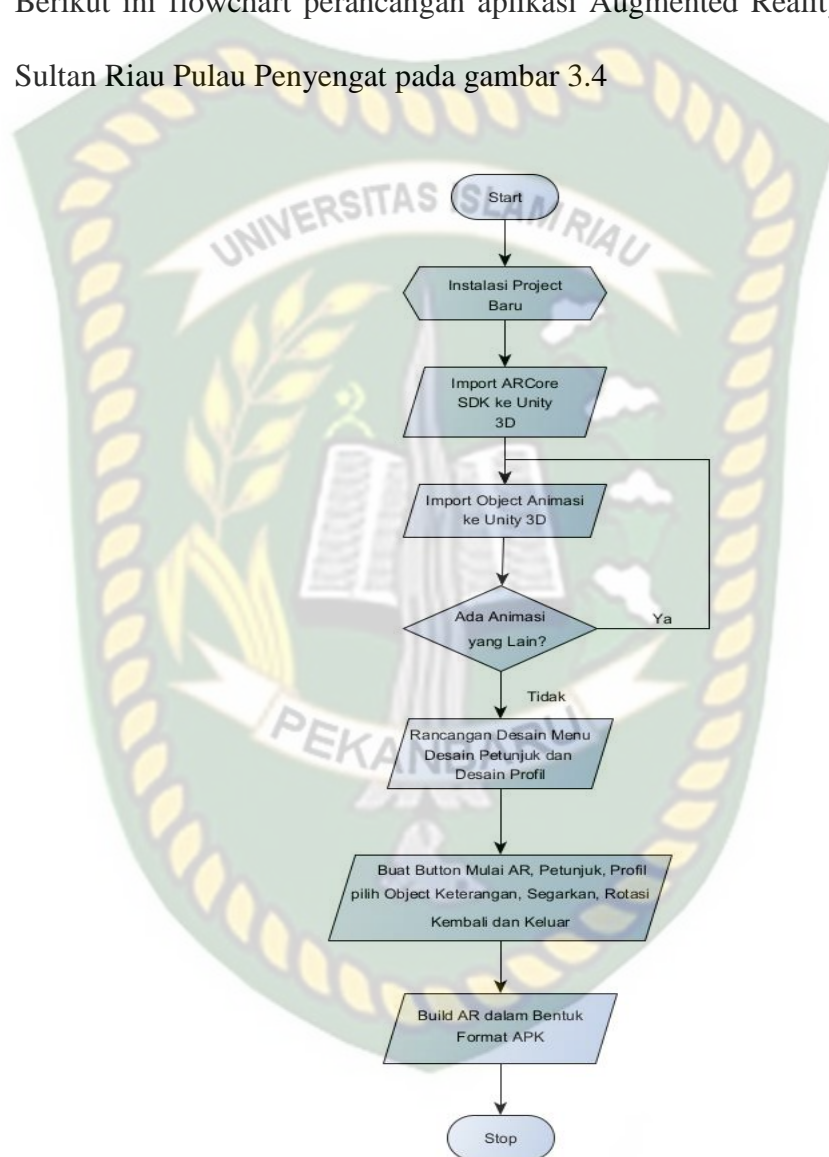 Berikut ini flowchart perancangan aplikasi Augmented Reality
Sultan Riau Pulau Penyengat pada gambar 3.4
UNIVERSITAS ISLAM RIAU
Start
Instalasi Project
Baru
Import ARCore
SDK ke Unity
3D
Import Object Animasi
ke Unity 3D
Ada Animasi
yang Lain?
Ya
Tidak
PEKANBARU
Rancangan Desain Menu
Desain Petunjuk dan
Desain Profil
Buat Button Mulai AR, Petunjuk, Profil
pilih Object Keterangan, Segarkan, Rotasi
Kembali dan Keluar
Build AR dalam Bentuk
Format APK
Stop